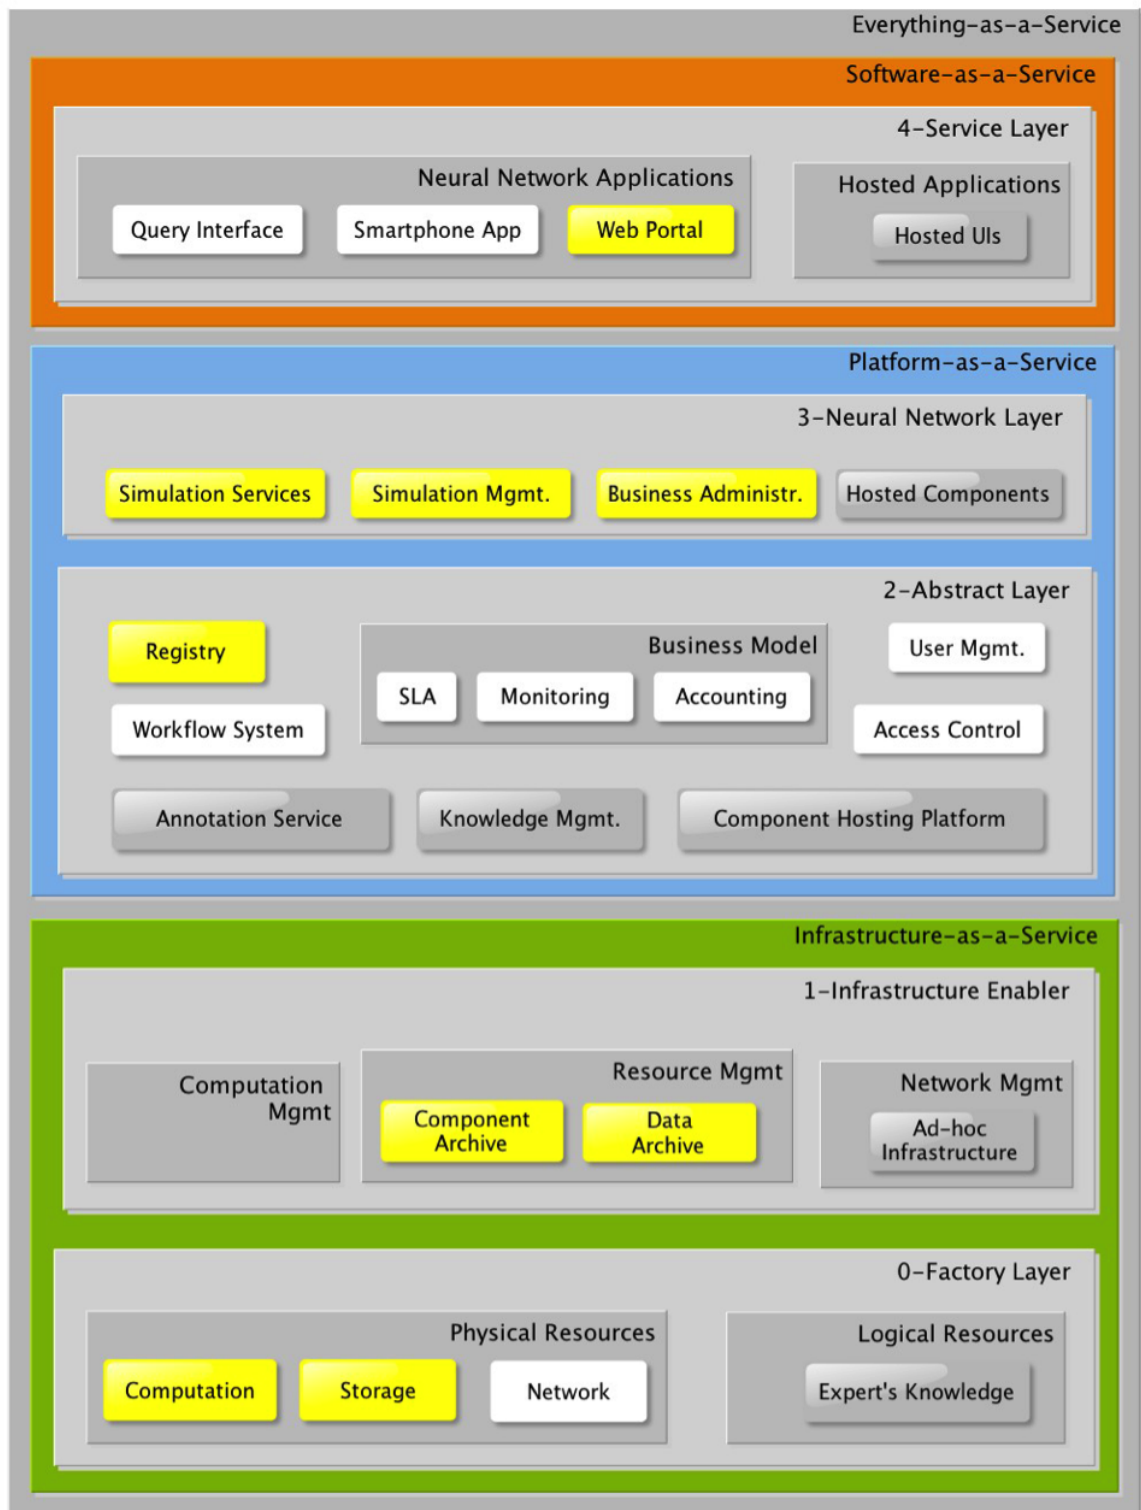 Everything-as-a-Service
Software-as-a-Service
4-Service Layer
Neural Network Applications
Query Interface
Smartphone App
Web Portal
Hosted Applications
Hosted UIs
Platform-as-a-Service
3-Neural Network Layer
Simulation Services
Simulation Mgmt.
Business Administr.
Hosted Components
2-Abstract Layer
Registry
Workflow System
Business Model
SLA
Monitoring
Accounting
User Mgmt.
Access Control
Annotation Service
Knowledge Mgmt.
Component Hosting Platform
Infrastructure-as-a-Service
1-Infrastructure Enabler
Computation
Mgmt
Resource Mgmt
Component
Archive
Data
Archive
Network Mgmt
Ad-hoc
Infrastructure
0-Factory Layer
Physical Resources
Computation
Storage
Network
Logical Resources
Expert's Knowledge